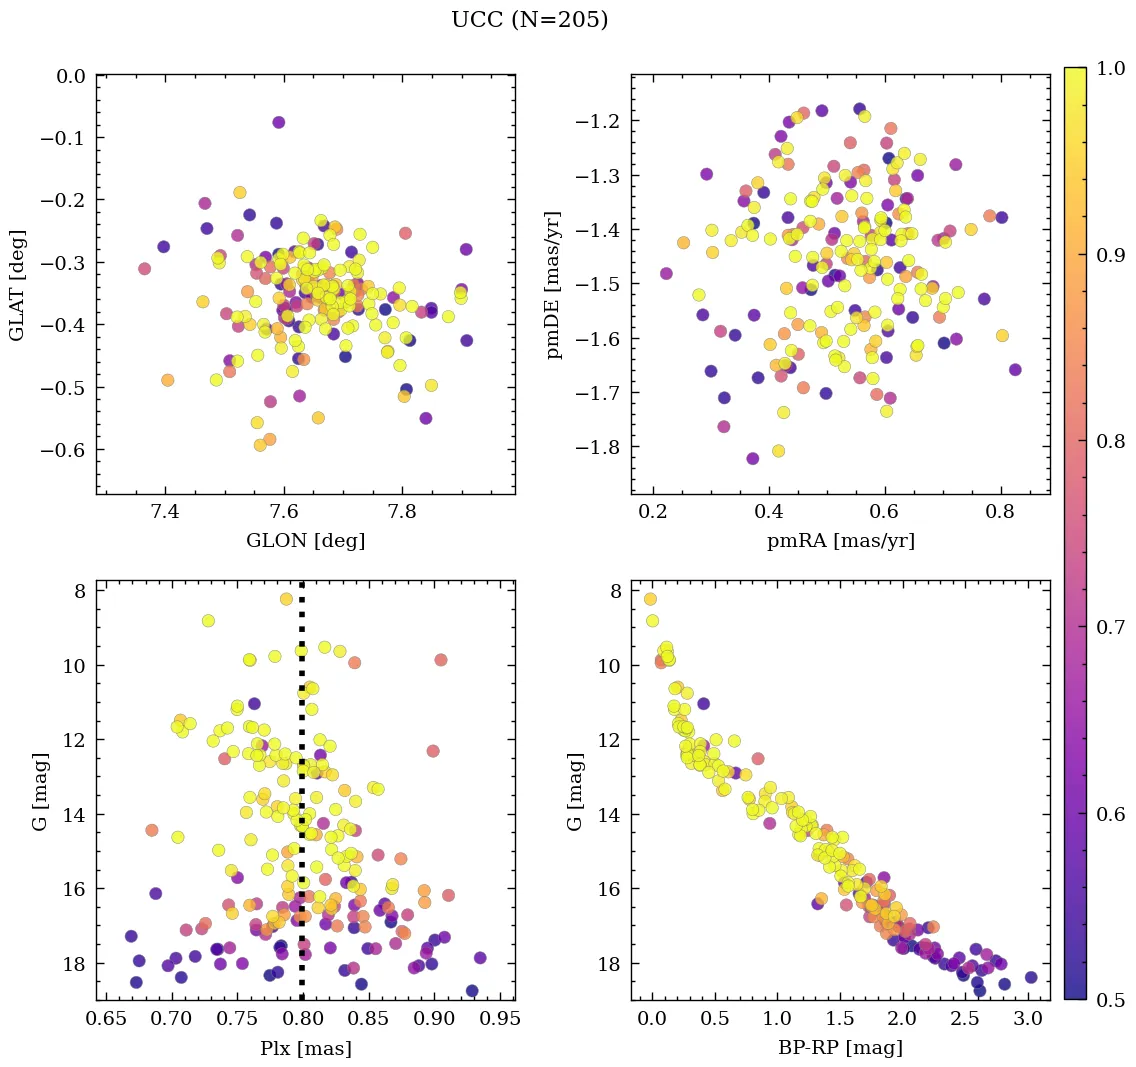 UCC (N=205)
0.0
−0.1
−0.2
−0.3
−0.4
−0.5
−0.6
GLAT [deg]
7.4 7.6 7.8
GLON [deg]
−1.2
−1.3
−1.4
−1.5
−1.6
−1.7
−1.8
pmDE [mas/yr]
0.2 0.4 0.6 0.8
pmRA [mas/yr]
1.0
0.9
0.8
0.7
0.6
0.5
8
10
12
14
16
18
G [mag]
0.65 0.70 0.75 0.80 0.85 0.90 0.95
Plx [mas]
8
10
12
14
16
18
G [mag]
0.0 0.5 1.0 1.5 2.0 2.5 3.0
BP-RP [mag]